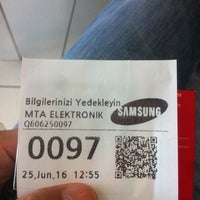 Bilgilerinizi Yedekleyin
MTA ELEKTRONIK
SAMSUNG
Q606250097
0097
25,Jun,16 12:55